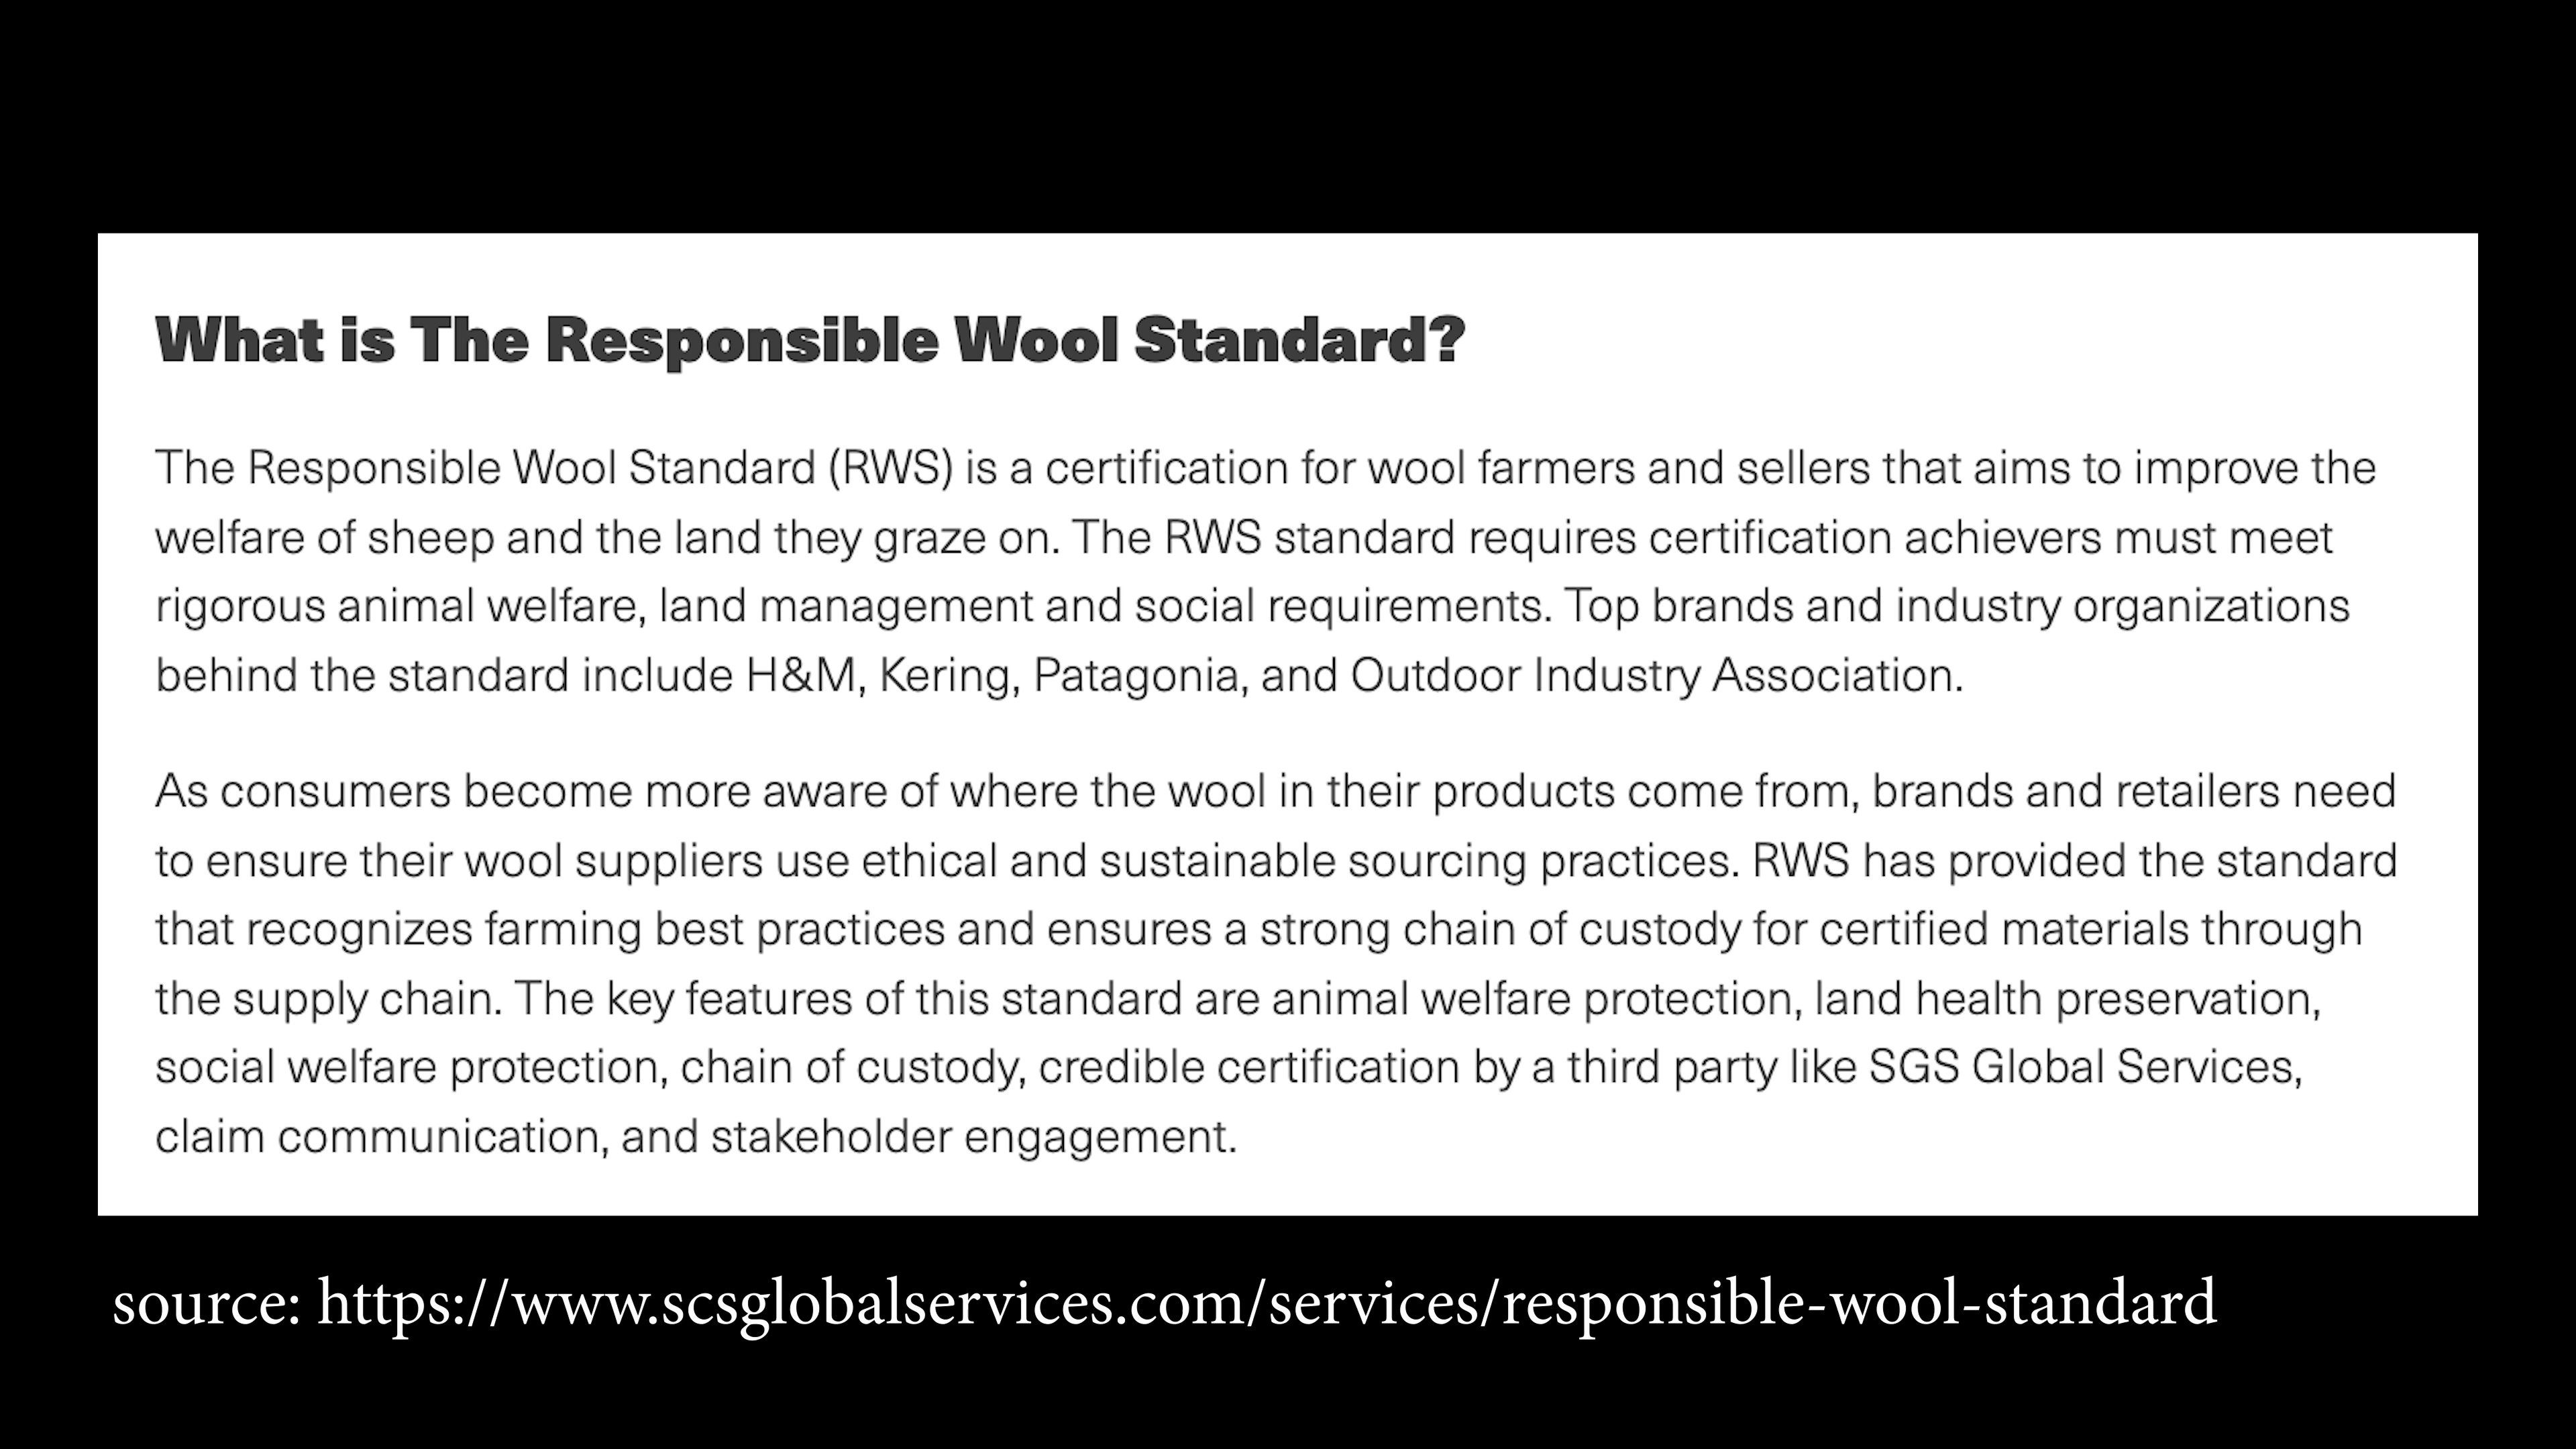 What is The Responsible Wool Standard?
The Responsible Wool Standard (RWS) is a certification for wool farmers and sellers that aims to improve the
welfare of sheep and the land they graze on. The RWS standard requires certification achievers must meet
rigorous animal welfare, land management and social requirements. Top brands and industry organizations
behind the standard include H&M, Kering, Patagonia, and Outdoor Industry Association.
As consumers become more aware of where the wool in their products come from, brands and retailers need
to ensure their wool suppliers use ethical and sustainable sourcing practices. RWS has provided the standard
that recognizes farming best practices and ensures a strong chain of custody for certified materials through
the supply chain. The key features of this standard are animal welfare protection, land health preservation,
social welfare protection, chain of custody, credible certification by a third party like SGS Global Services,
claim communication, and stakeholder engagement.
source: https://www.scsglobalservices.com/services/responsible-wool-standard